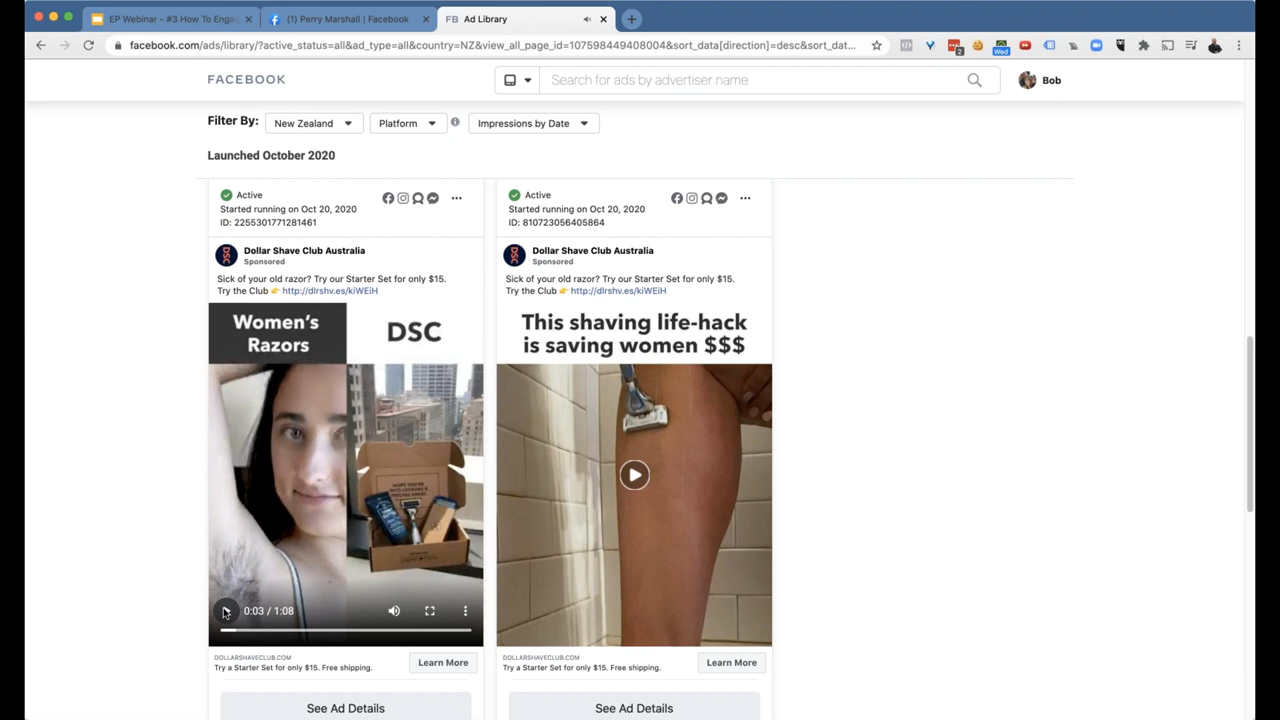 EP Webinar - #3 How To Enga
(1) Perry Marshall | Facebook
FB Ad Library
facebook.com/ads/library/?active_status=all&ad_type=all&country=NZ&view_all_page_id=107598449408004&sort_data[direction]=desc&sort_dat...
2
Wed
FACEBOOK
Search for ads by advertiser name
Bob
Filter By:
New Zealand
Platform
Impressions by Date
Launched October 2020
Active
Started running on Oct 20, 2020
ID: 2255301771281461
DSC
Dollar Shave Club Australia
Sponsored
Sick of your old razor? Try our Starter Set for only $15.
Try the Club 👉 http://dlrshv.es/kiWEiH
Women's
Razors
DSC
0:03 / 1:08
DOLLARSHAVECLUB.COM
Try a Starter Set for only $15. Free shipping.
Learn More
See Ad Details
Active
Started running on Oct 20, 2020
ID: 810723056405864
DSC
Dollar Shave Club Australia
Sponsored
Sick of your old razor? Try our Starter Set for only $15.
Try the Club 👉 http://dlrshv.es/kiWEiH
This shaving life-hack
is saving women $$$
DOLLARSHAVECLUB.COM
Try a Starter Set for only $15. Free shipping.
Learn More
See Ad Details